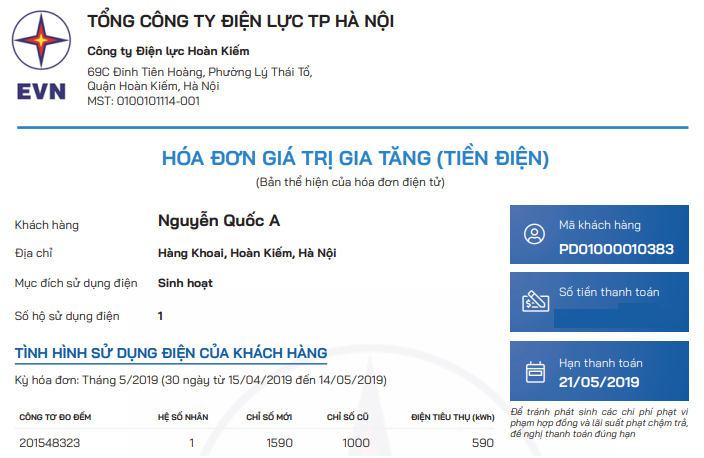 TỔNG CÔNG TY ĐIỆN LỰC TP HÀ NỘI
Công ty Điện lực Hoàn Kiếm
69C Đinh Tiên Hoàng, Phường Lý Thái Tổ,
Quận Hoàn Kiếm, Hà Nội
MST: 0100101114-001
EVN
HÓA ĐƠN GIÁ TRỊ GIA TĂNG (TIỀN ĐIỆN)
(Bản thể hiện của hóa đơn điện tử)
Khách hàng Nguyễn Quốc A
Địa chỉ Hàng Khoai, Hoàn Kiếm, Hà Nội
Mục đích sử dụng điện Sinh hoạt
Số hộ sử dụng điện 1
Mã khách hàng
PD01000010383
Số tiền thanh toán
Hạn thanh toán
21/05/2019
Để tránh phát sinh các chi phí phạt vi
phạm hợp đồng và lãi suất phạt chậm trả,
đề nghị thanh toán đúng hạn
TÌNH HÌNH SỬ DỤNG ĐIỆN CỦA KHÁCH HÀNG
Kỳ hóa đơn: Tháng 5/2019 (30 ngày từ 15/04/2019 đến 14/05/2019)
CÔNG TƠ ĐO ĐẾM HỆ SỐ NHÂN CHỈ SỐ MỚI CHỈ SỐ CŨ ĐIỆN TIÊU THỤ (kWh)
201548323 1 1590 1000 590